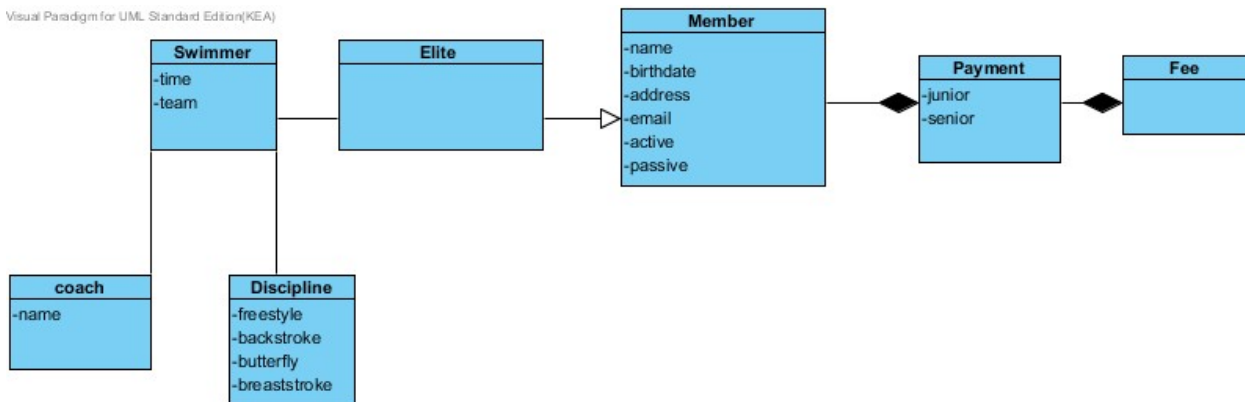 Visual Paradigm for UML Standard Edition(KEA)
Swimmer
-time
-team
Elite
Member
-name
-birthdate
-address
-email
-active
-passive
Payment
-junior
-senior
Fee
coach
-name
Discipline
-freestyle
-backstroke
-butterfly
-breaststroke